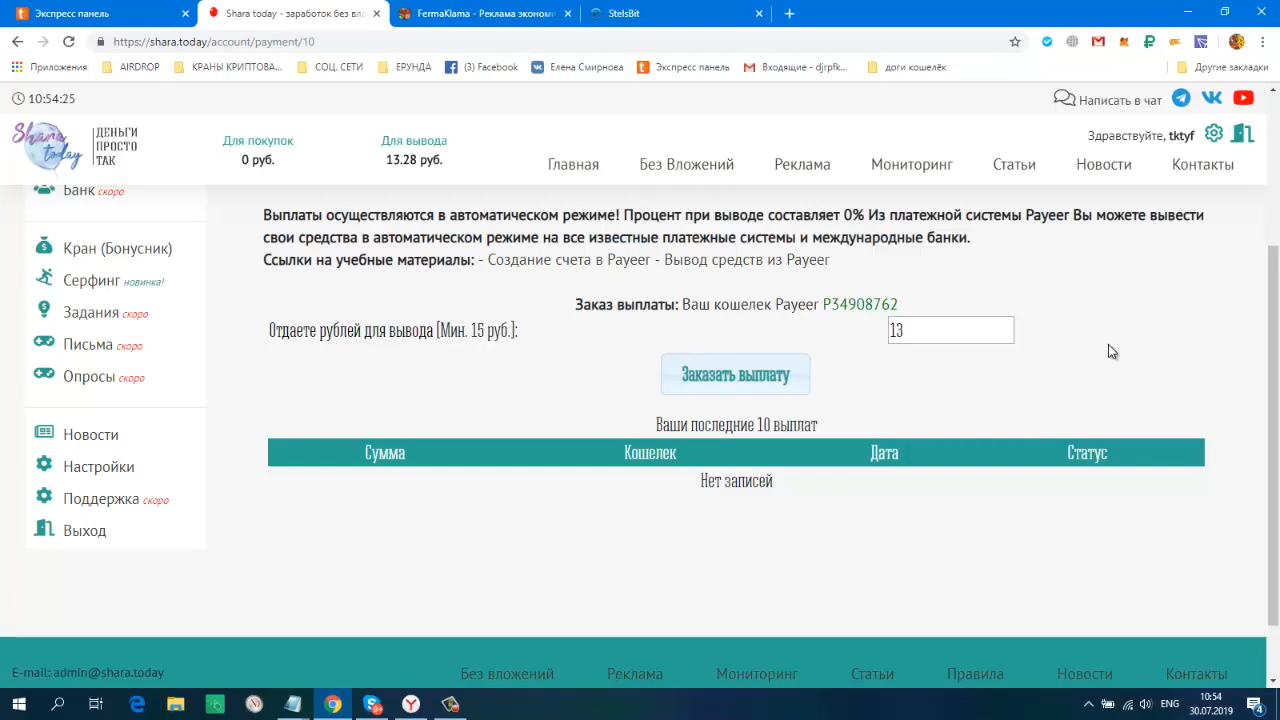 Экспресс панель
Shara today - заработок без вл
FermaKlama - Реклама эконом
StelsBit
https://shara.today/account/payment/10
Приложения
AIRDROP
КРАНЫ КРИПТОВА...
СОЦ. СЕТИ
ЕРУНДА
(3) Facebook
Елена Смирнова
Экспресс панель
Входящие - djrpfk...
доги кошелёк
Другие закладки
10:54:25
Написать в чат
Shara today
ДЕНЬГИ
ПРОСТО
ТАК
Для покупок
0 руб.
Для вывода
13.28 руб.
Здравствуйте, tktyf
Главная
Без Вложений
Реклама
Мониторинг
Статьи
Новости
Контакты
Банк скоро
Кран (Бонусник)
Серфинг новинка!
Задания скоро
Письма скоро
Опросы скоро
Новости
Настройки
Поддержка скоро
Выход
Выплаты осуществляются в автоматическом режиме! Процент при выводе составляет 0% Из платежной системы Payeer Вы можете вывести
свои средства в автоматическом режиме на все известные платежные системы и международные банки.
Ссылки на учебные материалы: - Создание счета в Payeer - Вывод средств из Payeer
Заказ выплаты: Ваш кошелек Payeer P34908762
Отдаете рублей для вывода [Мин. 15 руб.]:
13
Заказать выплату
Ваши последние 10 выплат
Сумма
Кошелек
Дата
Статус
Нет записей
E-mail: admin@shara.today
Без вложений
Реклама
Мониторинг
Статьи
Правила
Новости
Контакты
ENG
10:54
30.07.2019
4